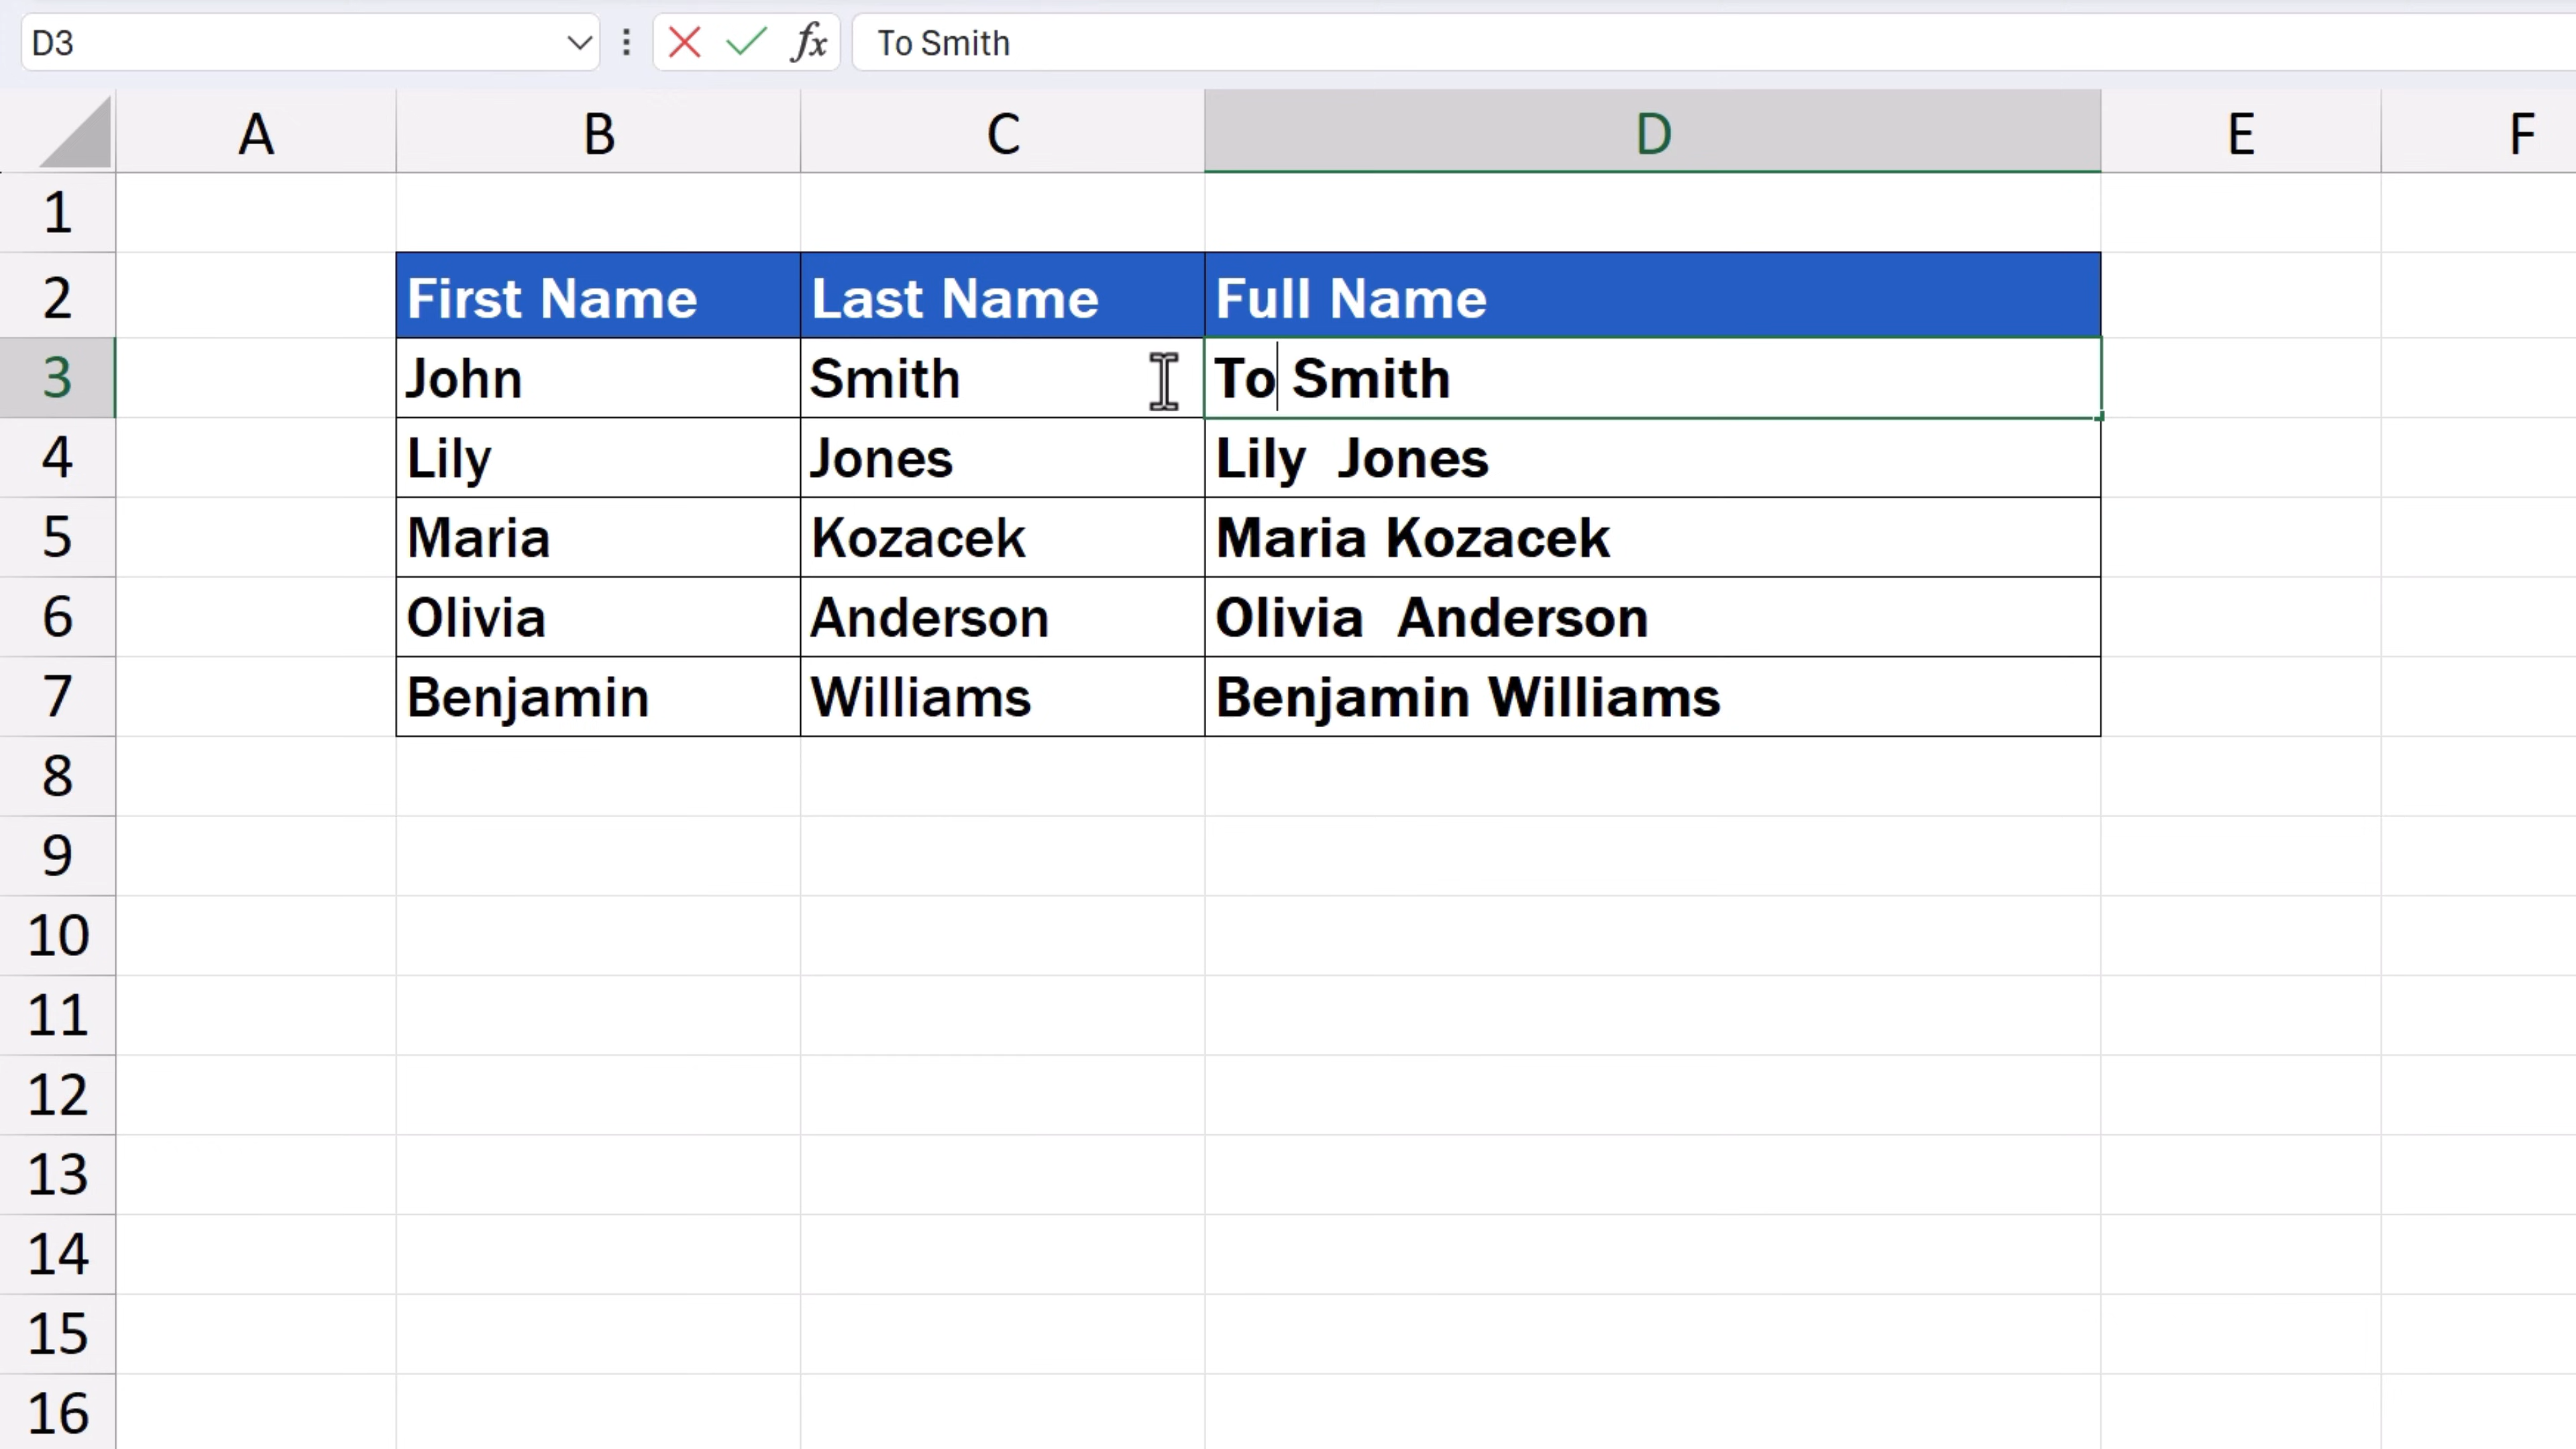 D3 fx To Smith
A B C D E F
1
2 First Name Last Name Full Name
3 John Smith To Smith
4 Lily Jones Lily  Jones
5 Maria Kozacek Maria Kozacek
6 Olivia Anderson Olivia  Anderson
7 Benjamin Williams Benjamin Williams
8
9
10
11
12
13
14
15
16